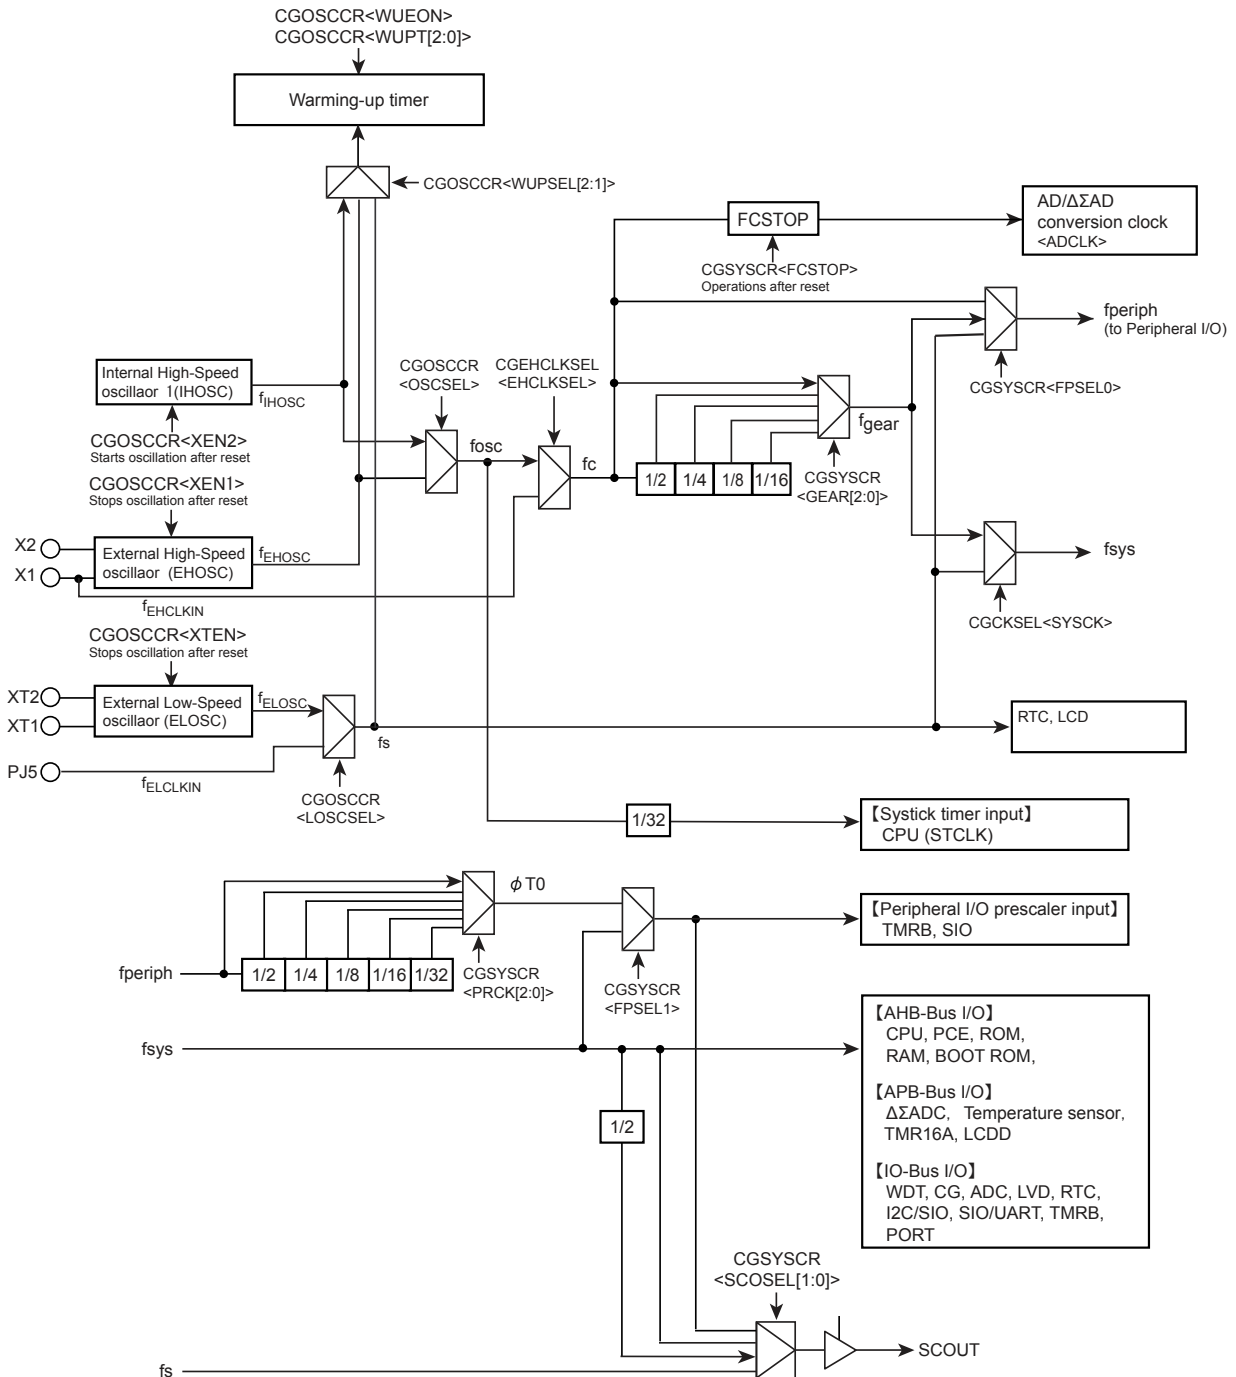 CGOSCCR<WUEON>
CGOSCCR<WUPT[2:0]>
Warming-up timer
CGOSCCR<WUPSEL[2:1]>
FCSTOP
AD/ΔΣAD
conversion clock
<ADCLK>
CGSYSCR<FCSTOP>
Operations after reset
fperiph
(to Peripheral I/O)
CGSYSCR<FPSEL0>
Internal High-Speed
oscillaor 1(IHOSC)
fIHOSC
CGOSCCR
<OSCSEL>
CGEHCLKSEL
<EHCLKSEL>
CGOSCCR<XEN2>
Starts oscillation after reset
fosc
fc
fgear
1/2
1/4
1/8
1/16
CGSYSCR
<GEAR[2:0]>
CGOSCCR<XEN1>
Stops oscillation after reset
X2
X1
External High-Speed
oscillaor (EHOSC)
fEHOSC
fEHCLKIN
fsys
CGCKSEL<SYSCK>
CGOSCCR<XTEN>
Stops oscillation after reset
XT2
XT1
External Low-Speed
oscillaor (ELOSC)
fELOSC
fs
RTC, LCD
PJ5
fELCLKIN
CGOSCCR
<LOSCSEL>
1/32
【Systick timer input】
CPU (STCLK)
ϕ T0
【Peripheral I/O prescaler input】
TMRB, SIO
fperiph
1/2
1/4
1/8
1/16
1/32
CGSYSCR
<PRCK[2:0]>
CGSYSCR
<FPSEL1>
fsys
1/2
【AHB-Bus I/O】
CPU, PCE, ROM,
RAM, BOOT ROM,
【APB-Bus I/O】
ΔΣADC, Temperature sensor,
TMR16A, LCDD
【IO-Bus I/O】
WDT, CG, ADC, LVD, RTC,
I2C/SIO, SIO/UART, TMRB,
PORT
CGSYSCR
<SCOSEL[1:0]>
SCOUT
fs